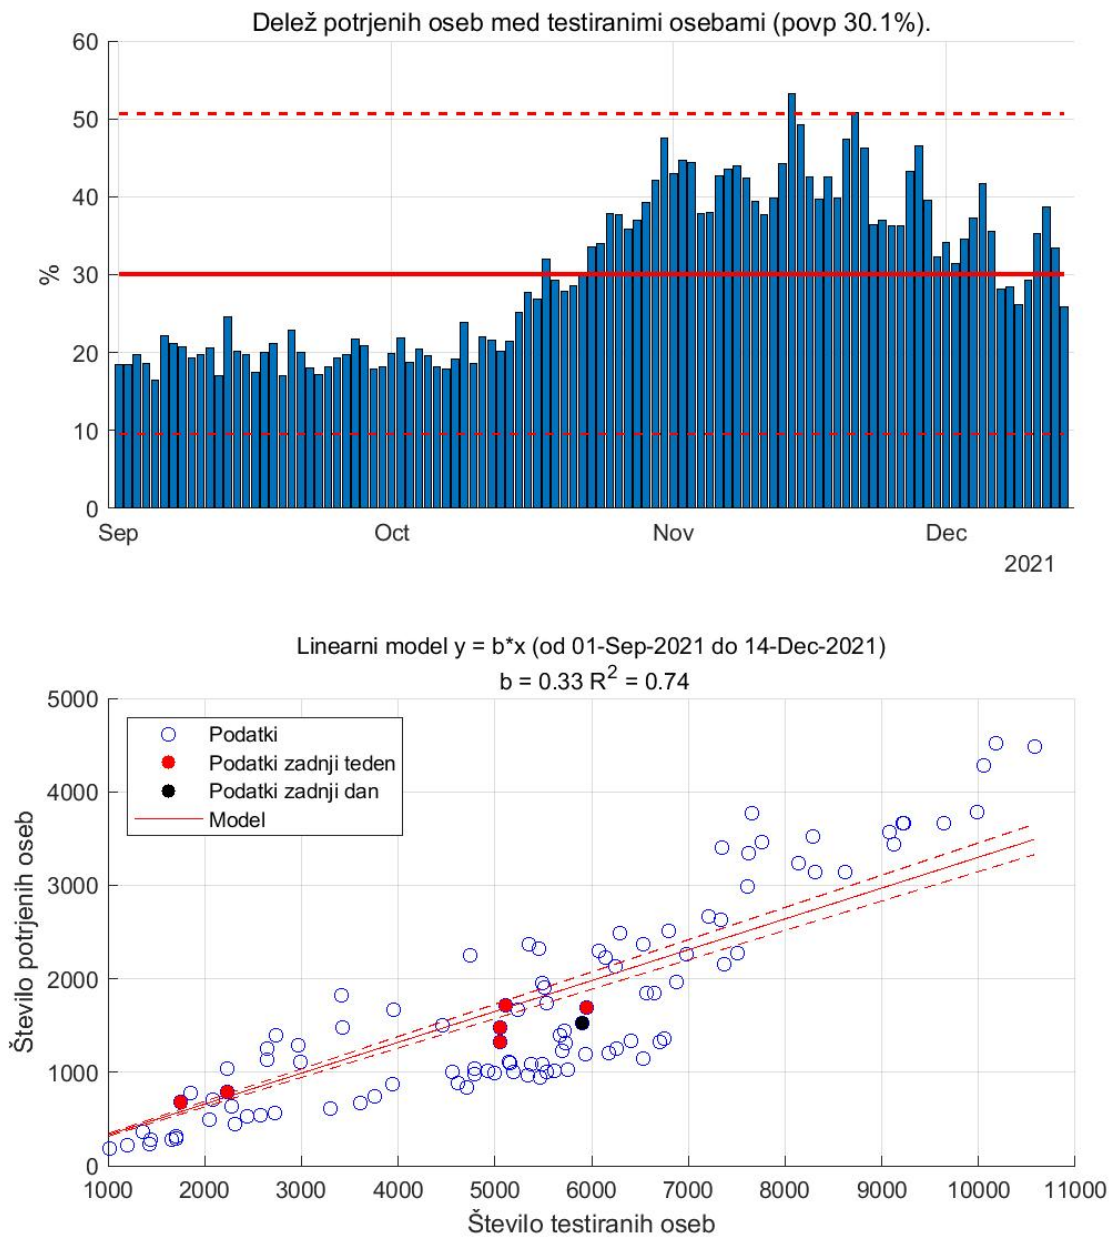 Delež potrjenih oseb med testiranimi osebami (povp 30.1%).
60
50
40
30
20
10
0
%
Sep Oct Nov Dec
2021
Linearni model y = b*x (od 01-Sep-2021 do 14-Dec-2021)
b = 0.33 R² = 0.74
5000
4000
3000
2000
1000
0
Število potrjenih oseb
Podatki
Podatki zadnji teden
Podatki zadnji dan
Model
1000 2000 3000 4000 5000 6000 7000 8000 9000 10000 11000
Število testiranih oseb